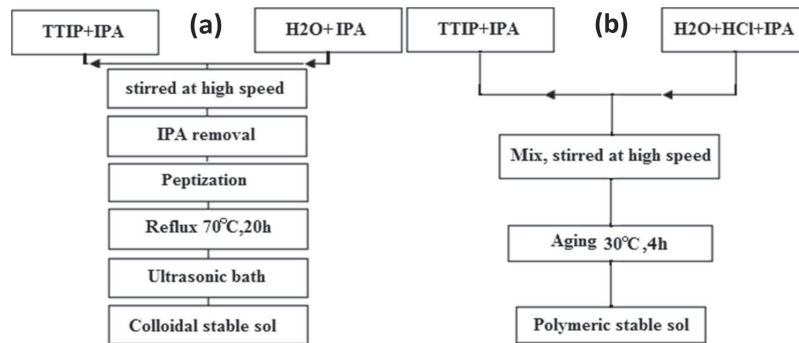 (a)
TTIP+IPA
H2O+IPA
stirred at high speed
IPA removal
Peptization
Reflux 70℃,20h
Ultrasonic bath
Colloidal stable sol
(b)
TTIP+IPA
H2O+HCl+IPA
Mix, stirred at high speed
Aging 30℃,4h
Polymeric stable sol